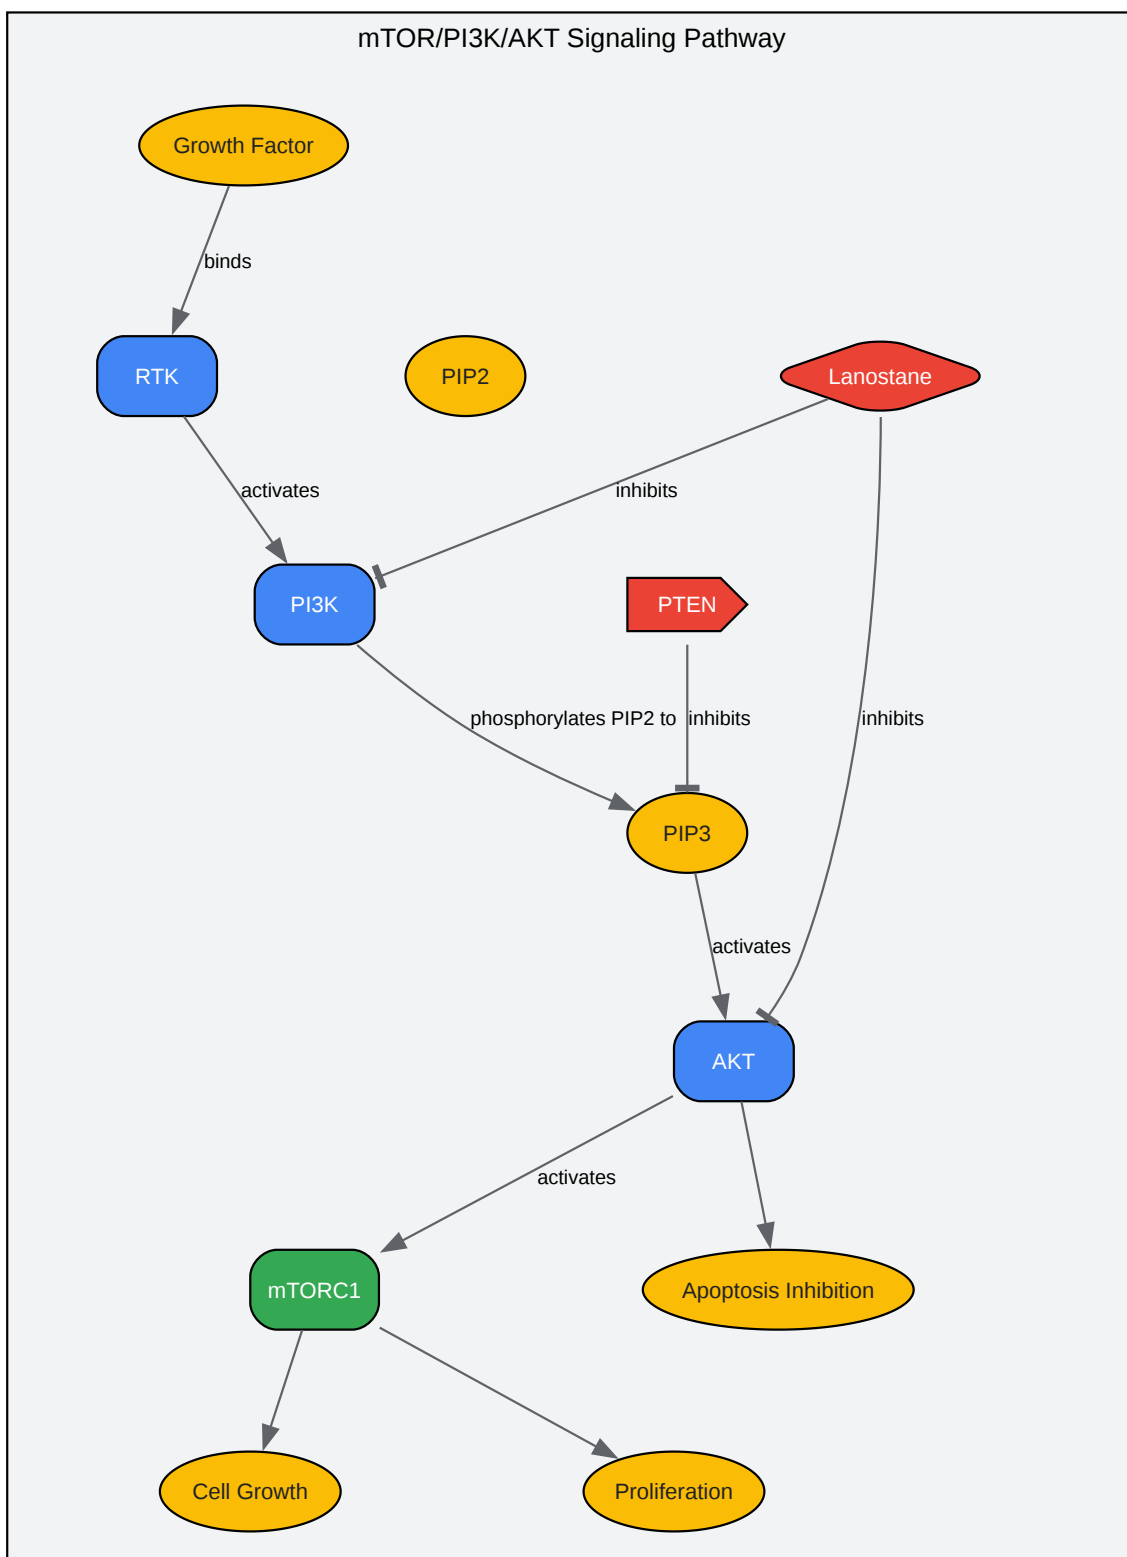 mTOR/PI3K/AKT Signaling Pathway
Growth Factor
binds
RTK
PIP2
Lanostane
activates
inhibits
PI3K
PTEN
phosphorylates PIP2 to
inhibits
inhibits
PIP3
activates
AKT
activates
mTORC1
Apoptosis Inhibition
Cell Growth
Proliferation